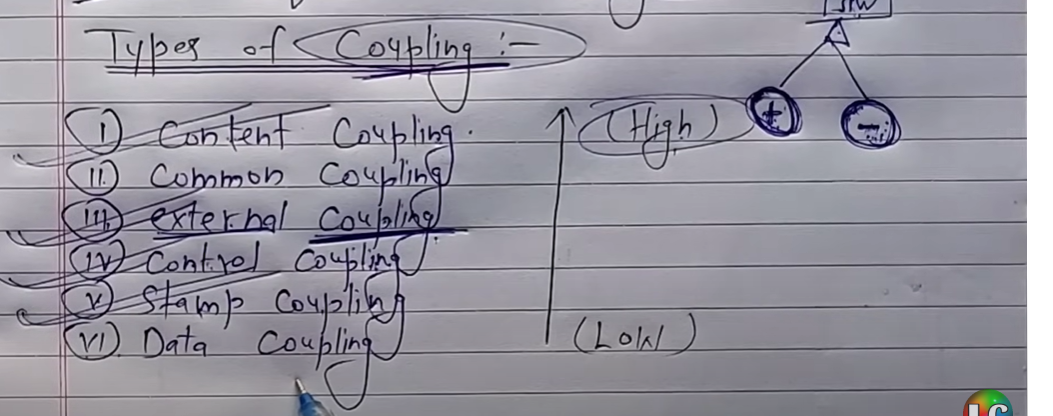 Types of Coupling :-
I) Content Coupling.
II) Common Coupling
III) external Coupling
IV) Control Coupling
V) Stamp Coupling
VI) Data Coupling
(High)
+
-
(Low)
LG